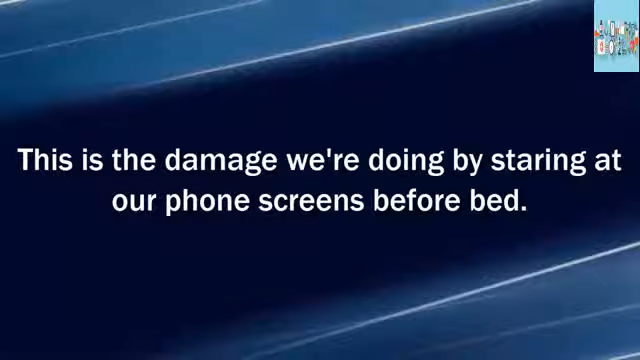 This is the damage we're doing by staring at
our phone screens before bed.